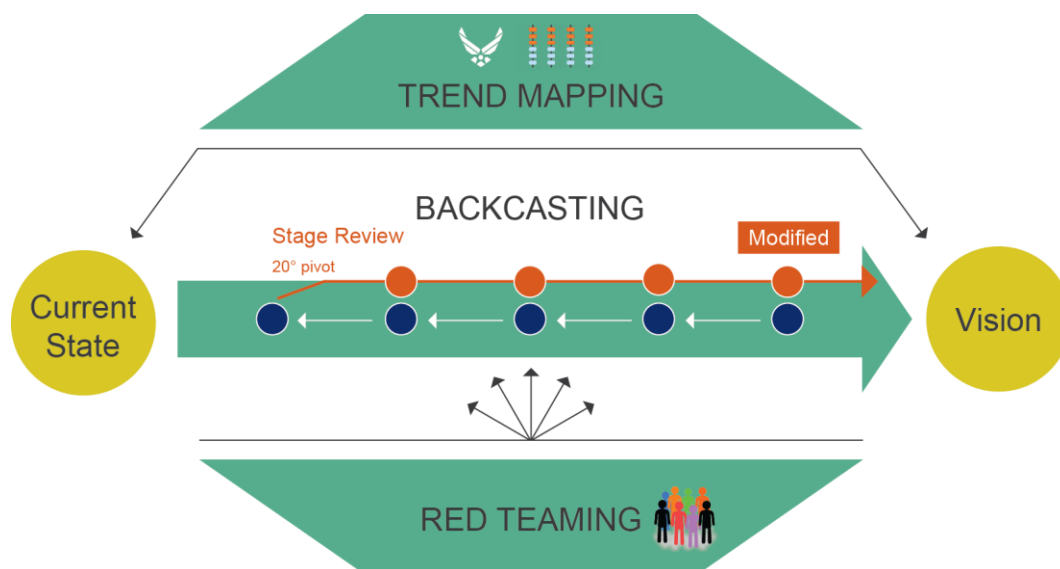 TREND MAPPING
BACKCASTING
Stage Review
Modified
20° pivot
Current
State
Vision
RED TEAMING